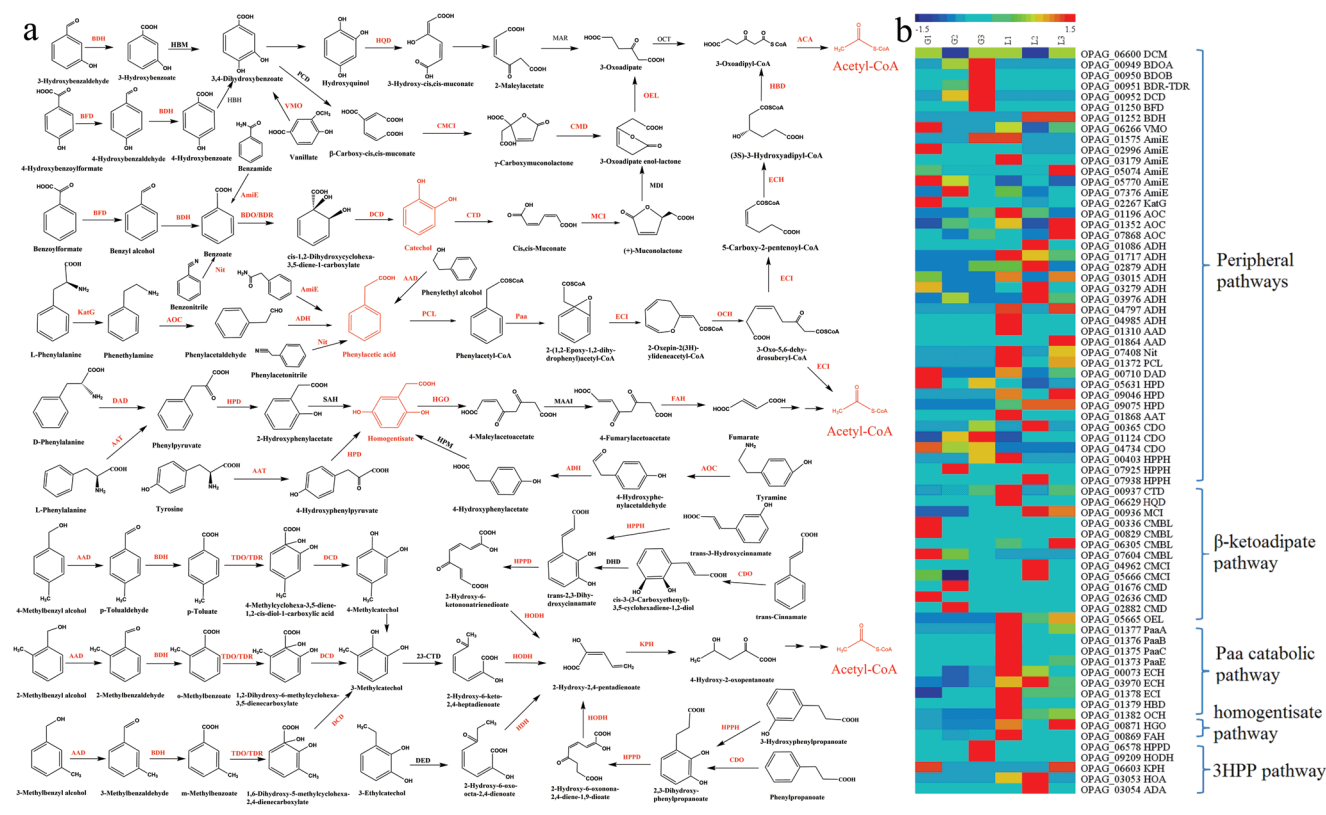 a
BDH
HBM
3-Hydroxybenzaldehyde
3-Hydroxybenzoate
3,4-Dihydroxybenzoate
PCD
HBH
Hydroxyquinol
HQD
3-Hydroxy-cis,cis-muconate
2-Maleylacetate
MAR
3-Oxoadipate
OCT
3-Oxoadipyl-CoA
ACA
Acetyl-CoA
BFD
BDH
4-Hydroxybenzoylformate
4-Hydroxybenzaldehyde
4-Hydroxybenzoate
VMO
Vanillate
Benzamide
AmiE
β-Carboxy-cis,cis-muconate
CMCI
γ-Carboxymuconolactone
CMD
3-Oxoadipate enol-lactone
OEL
HBD
(3S)-3-Hydroxyadipyl-CoA
ECH
BFD
BDH
Benzoylformate
Benzyl alcohol
Benzoate
BDO/BDR
cis-1,2-Dihydroxycyclohexa-
3,5-diene-1-carboxylate
DCD
Catechol
CTD
Cis,cis-Muconate
MCI
(+)-Muconolactone
MDI
5-Carboxy-2-pentenoyl-CoA
ECI
Nit
Benzonitrile
AmiE
AAD
Phenylethyl alcohol
KatG
L-Phenylalanine
AOC
Phenethylamine
Phenylacetaldehyde
ADH
Nit
Phenylacetonitrile
Phenylacetic acid
PCL
Phenylacetyl-CoA
Paa
2-(1,2-Epoxy-1,2-dihy-
drophenyl)acetyl-CoA
ECI
2-Oxepin-2(3H)-
ylideneacetyl-CoA
OCH
3-Oxo-5,6-dehy-
drosuberyl-CoA
ECI
Acetyl-CoA
DAD
D-Phenylalanine
AAT
Phenylpyruvate
HPD
2-Hydroxyphenylacetate
SAH
Homogentisate
HGO
4-Maleylacetoacetate
MAAI
4-Fumarylacetoacetate
FAH
Fumarate
L-Phenylalanine
Tyrosine
AAT
4-Hydroxyphenylpyruvate
HPD
HPM
4-Hydroxyphenylacetate
ADH
4-Hydroxyphe-
nylacetaldehyde
AOC
Tyramine
AAD
BDH
TDO/TDR
DCD
4-Methylbenzyl alcohol
p-Tolualdehyde
p-Toluate
4-Methylcyclohexa-3,5-diene-
1,2-cis-diol-1-carboxylic acid
4-Methylcatechol
2-Hydroxy-6-
ketononatrienedioate
HPPD
trans-2,3-Dihy-
droxycinnamate
DHD
HPPH
trans-3-Hydroxycinnamate
cis-3-(3-Carboxyethenyl)-
3,5-cyclohexadiene-1,2-diol
CDO
trans-Cinnamate
HODH
AAD
BDH
TDO/TDR
DCD
2-Methylbenzyl alcohol
2-Methylbenzaldehyde
o-Methylbenzoate
1,2-Dihydroxy-6-methylcyclohexa-
3,5-dienecarboxylate
3-Methylcatechol
23-CTD
2-Hydroxy-6-keto-
2,4-heptadienoate
HODH
2-Hydroxy-2,4-pentadienoate
KPH
4-Hydroxy-2-oxopentanoate
Acetyl-CoA
DCD
HDH
HODH
AAD
BDH
TDO/TDR
3-Methylbenzyl alcohol
3-Methylbenzaldehyde
m-Methylbenzoate
1,6-Dihydroxy-5-methylcyclohexa-
2,4-dienecarboxylate
3-Ethylcatechol
DED
2-Hydroxy-6-oxo-
octa-2,4-dienoate
2-Hydroxy-6-oxonona-
2,4-diene-1,9-dioate
HPPD
2,3-Dihydroxy-
phenylpropanoate
HPPH
3-Hydroxyphenylpropanoate
CDO
Phenylpropanoate
b
-1.5
1.5
G1 G2 G3 L1 L2 L3
OPAG_06600 DCM
OPAG_00949 BDOA
OPAG_00950 BDOB
OPAG_00951 BDR-TDR
OPAG_00952 DCD
OPAG_01250 BFD
OPAG_01252 BDH
OPAG_06266 VMO
OPAG_01575 AmiE
OPAG_02996 AmiE
OPAG_03179 AmiE
OPAG_05074 AmiE
OPAG_05770 AmiE
OPAG_07376 AmiE
OPAG_02267 KatG
OPAG_01196 AOC
OPAG_01352 AOC
OPAG_07868 AOC
OPAG_01086 ADH
OPAG_01717 ADH
OPAG_02879 ADH
OPAG_03015 ADH
OPAG_03279 ADH
OPAG_03976 ADH
OPAG_04797 ADH
OPAG_04985 ADH
OPAG_01310 AAD
OPAG_01864 AAD
OPAG_07408 Nit
OPAG_01372 PCL
OPAG_00710 DAD
OPAG_05631 HPD
OPAG_09046 HPD
OPAG_09075 HPD
OPAG_01868 AAT
OPAG_00365 CDO
OPAG_01124 CDO
OPAG_04734 CDO
OPAG_00403 HPPH
OPAG_07925 HPPH
OPAG_07938 HPPH
OPAG_00937 CTD
OPAG_06629 HQD
OPAG_00936 MCI
OPAG_00336 CMBL
OPAG_00829 CMBL
OPAG_06305 CMBL
OPAG_07604 CMBL
OPAG_04962 CMCI
OPAG_05666 CMCI
OPAG_01676 CMD
OPAG_02636 CMD
OPAG_02882 CMD
OPAG_05665 OEL
OPAG_01377 PaaA
OPAG_01376 PaaB
OPAG_01375 PaaC
OPAG_01373 PaaE
OPAG_00073 ECH
OPAG_03970 ECH
OPAG_01378 ECI
OPAG_01379 HBD
OPAG_01382 OCH
OPAG_00871 HGO
OPAG_00869 FAH
OPAG_06578 HPPD
OPAG_09209 HODH
OPAG_06603 KPH
OPAG_03053 HOA
OPAG_03054 ADA
Peripheral
pathways
β-ketoadipate
pathway
Paa catabolic
pathway
homogentisate
pathway
3HPP pathway